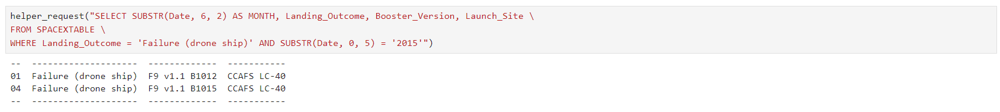 helper_request("SELECT SUBSTR(Date, 6, 2) AS MONTH, Landing_Outcome, Booster_Version, Launch_Site \
FROM SPACEXTABLE \
WHERE Landing_Outcome = 'Failure (drone ship)' AND SUBSTR(Date, 0, 5) = '2015'")
--  --------------------  -------------  -----------
01  Failure (drone ship)  F9 v1.1 B1012  CCAFS LC-40
04  Failure (drone ship)  F9 v1.1 B1015  CCAFS LC-40
--  --------------------  -------------  -----------